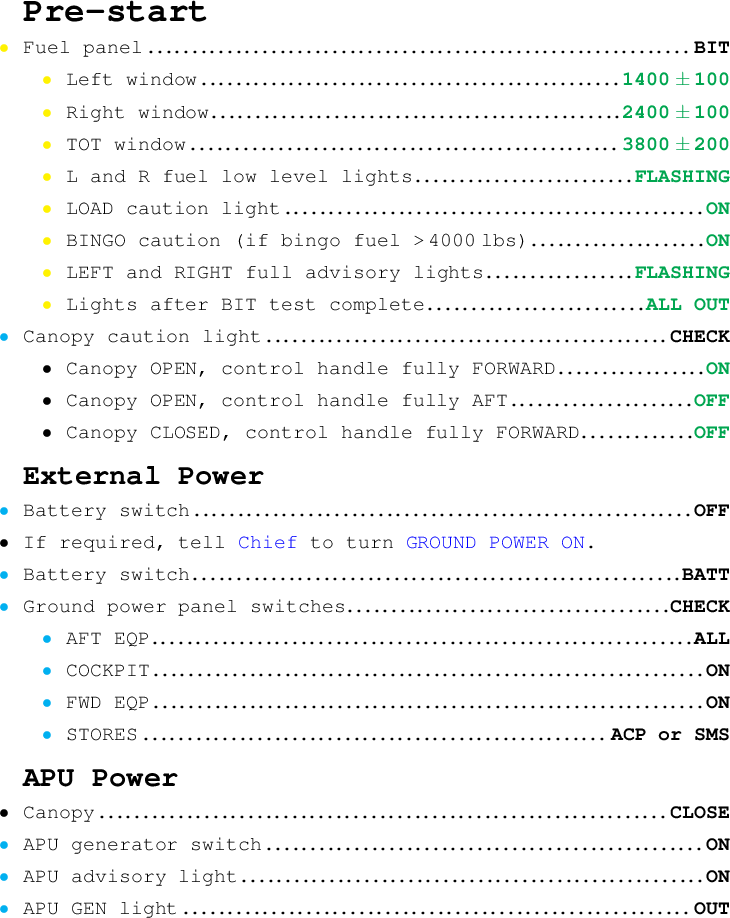 Pre-start
• Fuel panel ........ BIT
• Left window ........ 1400 ± 100
• Right window ........ 2400 ± 100
• TOT window ........ 3800 ± 200
• L and R fuel low level lights ........ FLASHING
• LOAD caution light ........ ON
• BINGO caution (if bingo fuel > 4000 lbs) ........ ON
• LEFT and RIGHT full advisory lights ........ FLASHING
• Lights after BIT test complete ........ ALL OUT
• Canopy caution light ........ CHECK
• Canopy OPEN, control handle fully FORWARD ........ ON
• Canopy OPEN, control handle fully AFT ........ OFF
• Canopy CLOSED, control handle fully FORWARD ........ OFF
External Power
• Battery switch ........ OFF
• If required, tell Chief to turn GROUND POWER ON.
• Battery switch ........ BATT
• Ground power panel switches ........ CHECK
• AFT EQP ........ ALL
• COCKPIT ........ ON
• FWD EQP ........ ON
• STORES ........ ACP or SMS
APU Power
• Canopy ........ CLOSE
• APU generator switch ........ ON
• APU advisory light ........ ON
• APU GEN light ........ OUT